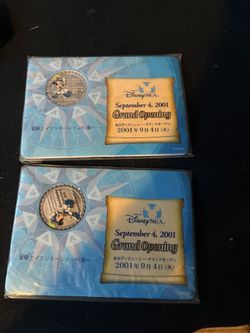 Disney SEA
September 4, 2001
Grand Opening
東京ディズニーシー・グランドオープン
2001年9月4日(火)
冒険とイマジネーションの海へ
Disney SEA
September 4, 2001
Grand Opening
東京ディズニーシー・グランドオープン
2001年9月4日(火)
冒険とイマジネーションの海へ